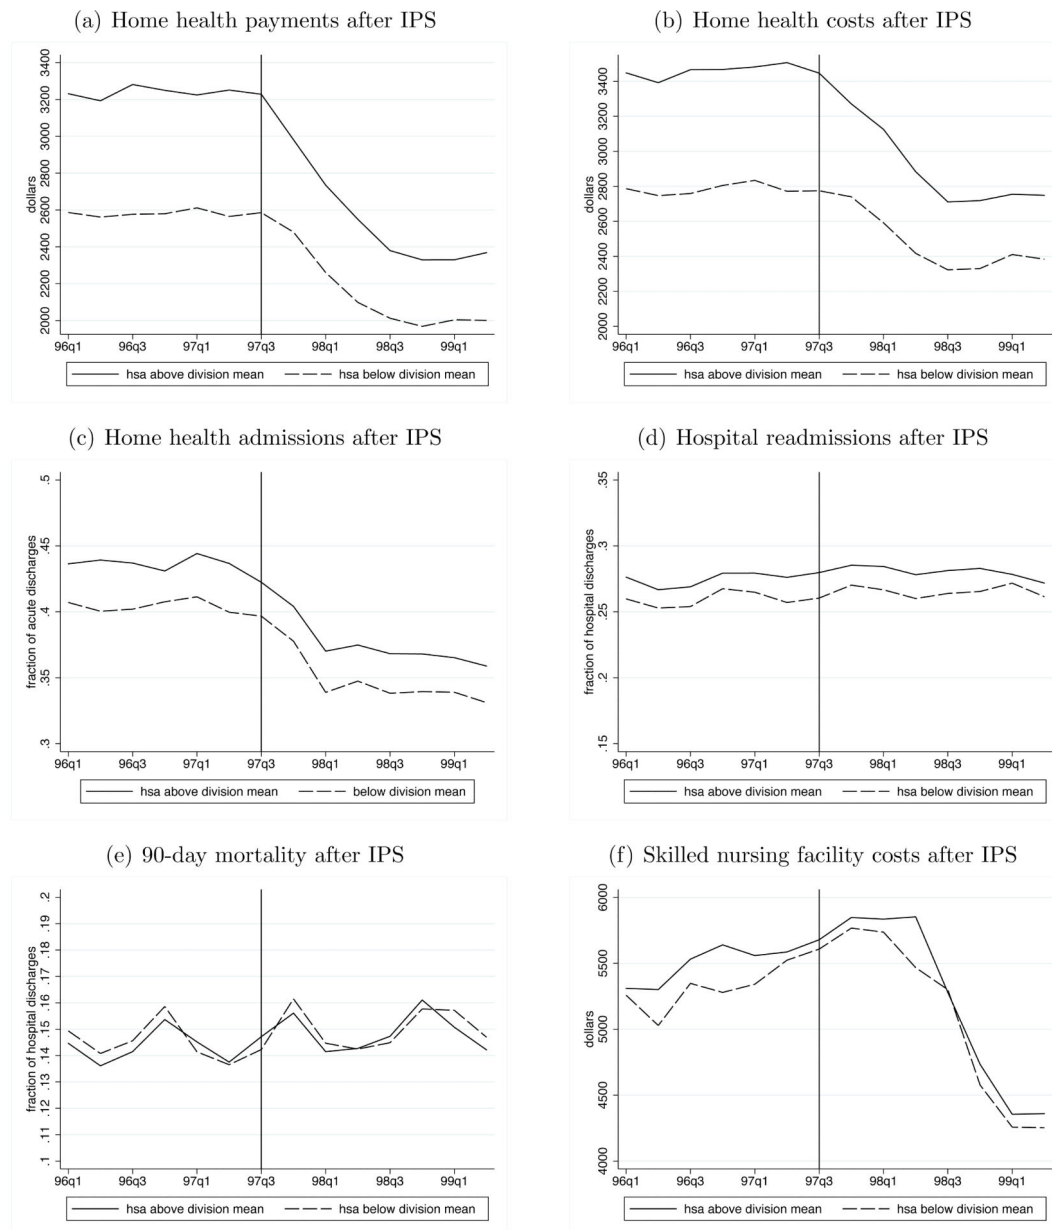 (a) Home health payments after IPS
dollars
3400
3200
3000
2800
2600
2400
2200
2000
96q1 96q3 97q1 97q3 98q1 98q3 99q1
hsa above division mean hsa below division mean
(b) Home health costs after IPS
dollars
3400
3200
3000
2800
2600
2400
2200
2000
96q1 96q3 97q1 97q3 98q1 98q3 99q1
hsa above division mean hsa below division mean
(c) Home health admissions after IPS
fraction of acute discharges
.5
.45
.4
.35
.3
96q1 96q3 97q1 97q3 98q1 98q3 99q1
hsa above division mean below division mean
(d) Hospital readmissions after IPS
fraction of hospital discharges
.35
.3
.25
.2
.15
96q1 96q3 97q1 97q3 98q1 98q3 99q1
hsa above division mean hsa below division mean
(e) 90-day mortality after IPS
fraction of hospital discharges
.2
.19
.18
.17
.16
.15
.14
.13
.12
.11
.1
96q1 96q3 97q1 97q3 98q1 98q3 99q1
hsa above division mean hsa below division mean
(f) Skilled nursing facility costs after IPS
dollars
6000
5500
5000
4500
4000
96q1 96q3 97q1 97q3 98q1 98q3 99q1
hsa above division mean hsa below division mean